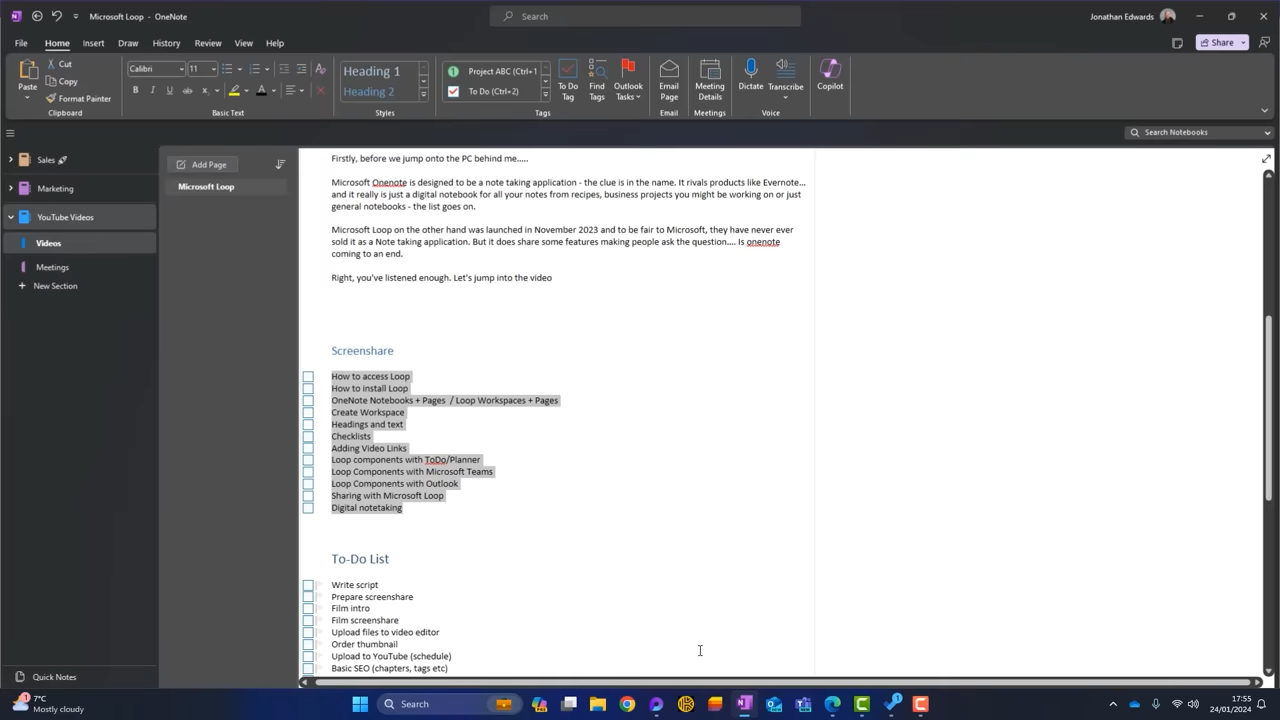 Microsoft Loop - OneNote
Search
Jonathan Edwards
File Home Insert Draw History Review View Help
Share
Paste
Cut
Copy
Format Painter
Clipboard
Calibri 11
B I U
Basic Text
Heading 1
Heading 2
Styles
Project ABC (Ctrl+1
To Do (Ctrl+2)
Tags
To Do Tag
Find Tags
Outlook Tasks
Email Page
Email
Meeting Details
Meetings
Dictate
Transcribe
Voice
Copilot
Search Notebooks
Sales
Marketing
YouTube Videos
Videos
Meetings
New Section
Quick Notes
Add Page
Microsoft Loop
Firstly, before we jump onto the PC behind me.....
Microsoft Onenote is designed to be a note taking application - the clue is in the name. It rivals products like Evernote...
and it really is just a digital notebook for all your notes from recipes, business projects you might be working on or just
general notebooks - the list goes on.
Microsoft Loop on the other hand was launched in November 2023 and to be fair to Microsoft, they have never ever
sold it as a Note taking application. But it does share some features making people ask the question.... Is onenote
coming to an end.
Right, you've listened enough. Let's jump into the video
Screenshare
How to access Loop
How to install Loop
OneNote Notebooks + Pages / Loop Workspaces + Pages
Create Workspace
Headings and text
Checklists
Adding Video Links
Loop components with ToDo/Planner
Loop Components with Microsoft Teams
Loop Components with Outlook
Sharing with Microsoft Loop
Digital notetaking
To-Do List
Write script
Prepare screenshare
Film intro
Film screenshare
Upload files to video editor
Order thumbnail
Upload to YouTube (schedule)
Basic SEO (chapters, tags etc)
7°C
Mostly cloudy
Search
17:55
24/01/2024